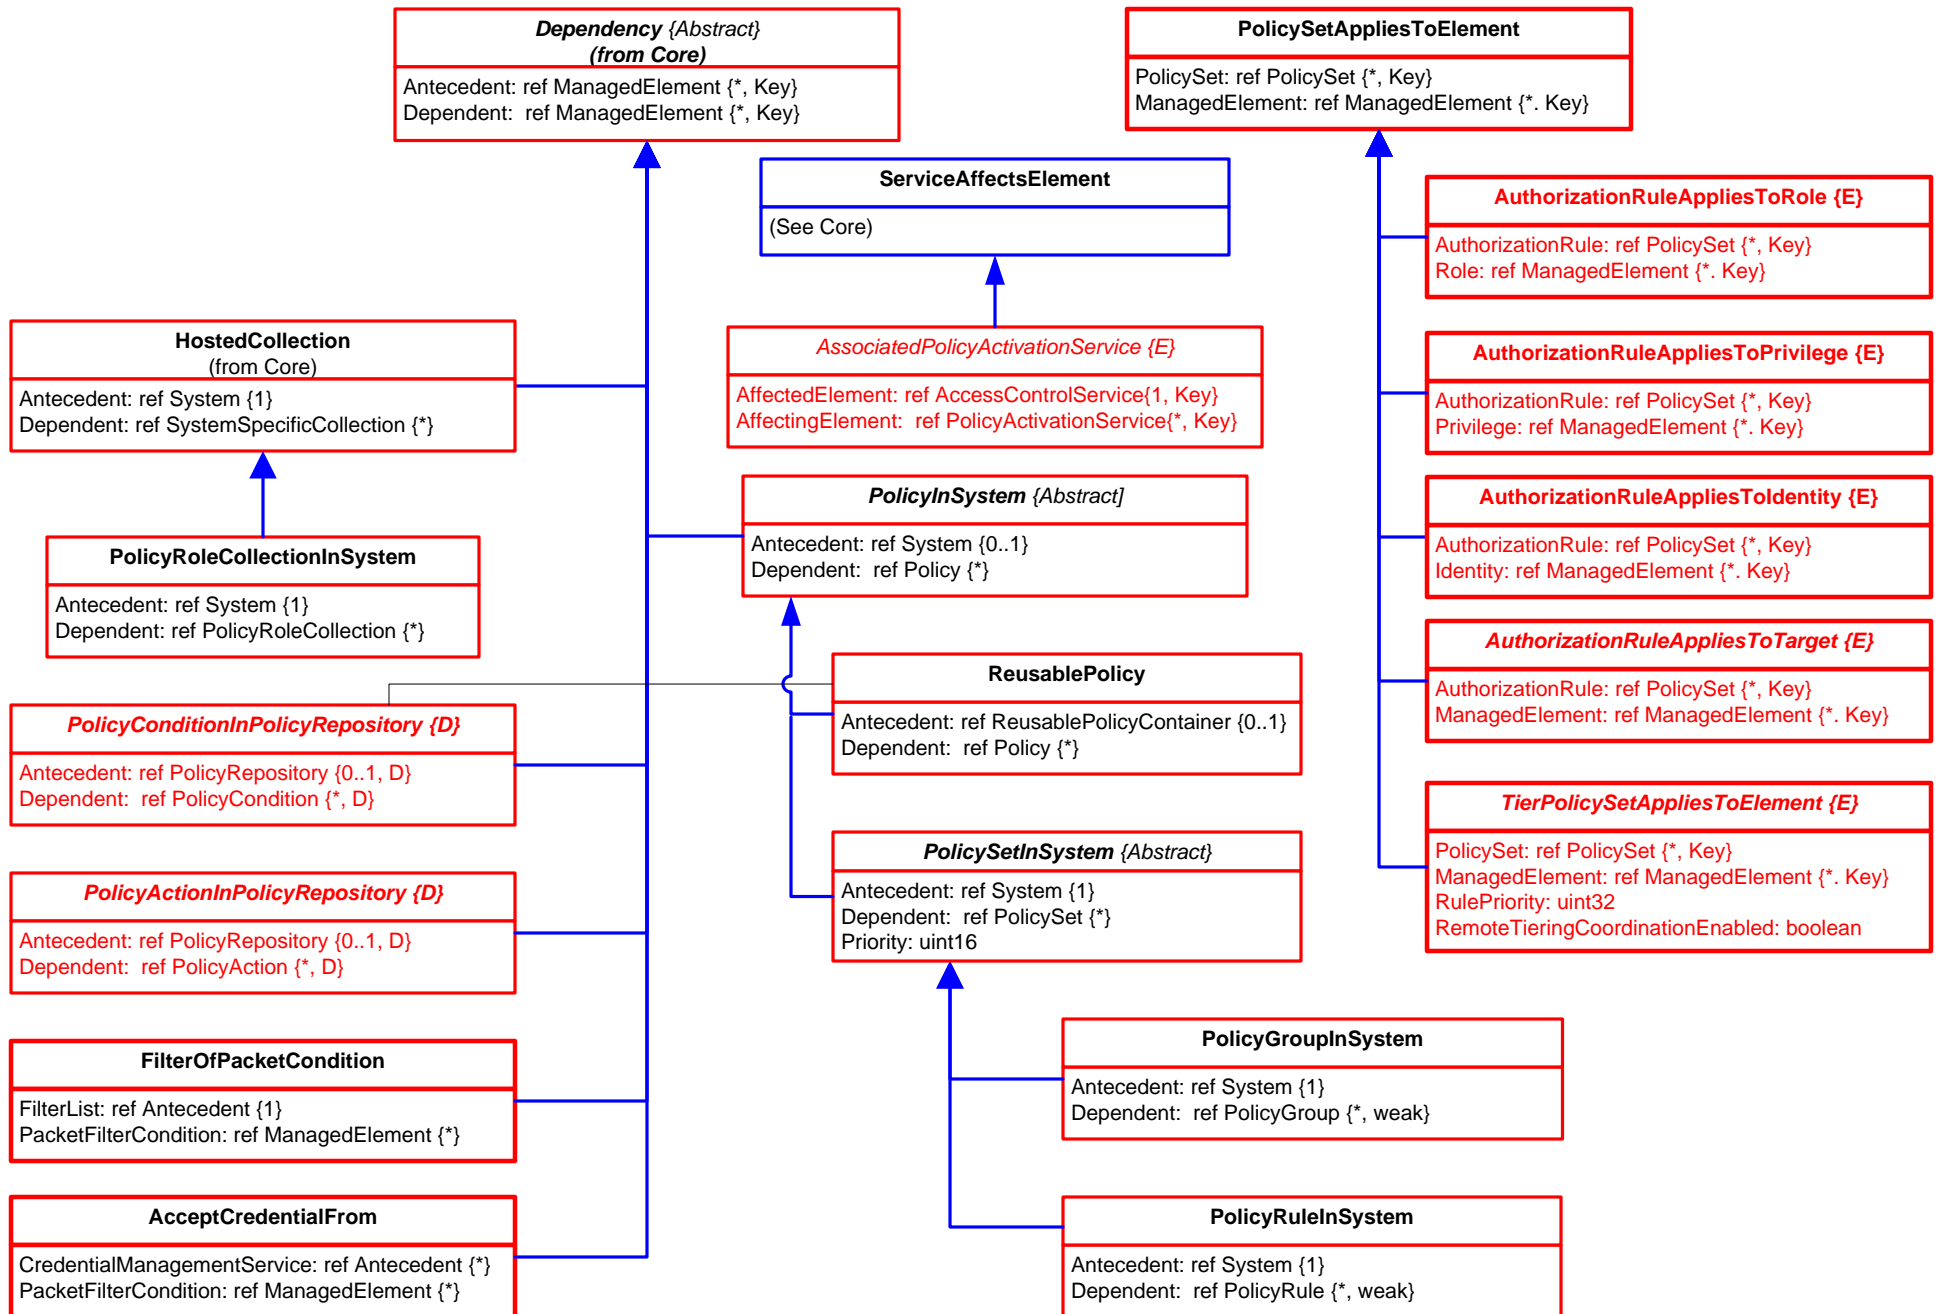 Dependency {Abstract}
(from Core)
Antecedent: ref ManagedElement {*, Key}
Dependent:  ref ManagedElement {*, Key}
PolicySetAppliesToElement
PolicySet: ref PolicySet {*, Key}
ManagedElement: ref ManagedElement {*. Key}
ServiceAffectsElement
(See Core)
AuthorizationRuleAppliesToRole {E}
AuthorizationRule: ref PolicySet {*, Key}
Role: ref ManagedElement {*. Key}
HostedCollection
(from Core)
Antecedent: ref System {1}
Dependent: ref SystemSpecificCollection {*}
AssociatedPolicyActivationService {E}
AffectedElement: ref AccessControlService{1, Key}
AffectingElement:  ref PolicyActivationService{*, Key}
AuthorizationRuleAppliesToPrivilege {E}
AuthorizationRule: ref PolicySet {*, Key}
Privilege: ref ManagedElement {*. Key}
PolicyInSystem {Abstract]
Antecedent: ref System {0..1}
Dependent:  ref Policy {*}
AuthorizationRuleAppliesToIdentity {E}
AuthorizationRule: ref PolicySet {*, Key}
Identity: ref ManagedElement {*. Key}
PolicyRoleCollectionInSystem
Antecedent: ref System {1}
Dependent: ref PolicyRoleCollection {*}
ReusablePolicy
Antecedent: ref ReusablePolicyContainer {0..1}
Dependent:  ref Policy {*}
AuthorizationRuleAppliesToTarget {E}
AuthorizationRule: ref PolicySet {*, Key}
ManagedElement: ref ManagedElement {*. Key}
PolicyConditionInPolicyRepository {D}
Antecedent: ref PolicyRepository {0..1, D}
Dependent:  ref PolicyCondition {*, D}
TierPolicySetAppliesToElement {E}
PolicySet: ref PolicySet {*, Key}
ManagedElement: ref ManagedElement {*. Key}
RulePriority: uint32
RemoteTieringCoordinationEnabled: boolean
PolicySetInSystem {Abstract}
Antecedent: ref System {1}
Dependent:  ref PolicySet {*}
Priority: uint16
PolicyActionInPolicyRepository {D}
Antecedent: ref PolicyRepository {0..1, D}
Dependent:  ref PolicyAction {*, D}
PolicyGroupInSystem
Antecedent: ref System {1}
Dependent:  ref PolicyGroup {*, weak}
FilterOfPacketCondition
FilterList: ref Antecedent {1}
PacketFilterCondition: ref ManagedElement {*}
AcceptCredentialFrom
CredentialManagementService: ref Antecedent {*}
PacketFilterCondition: ref ManagedElement {*}
PolicyRuleInSystem
Antecedent: ref System {1}
Dependent:  ref PolicyRule {*, weak}